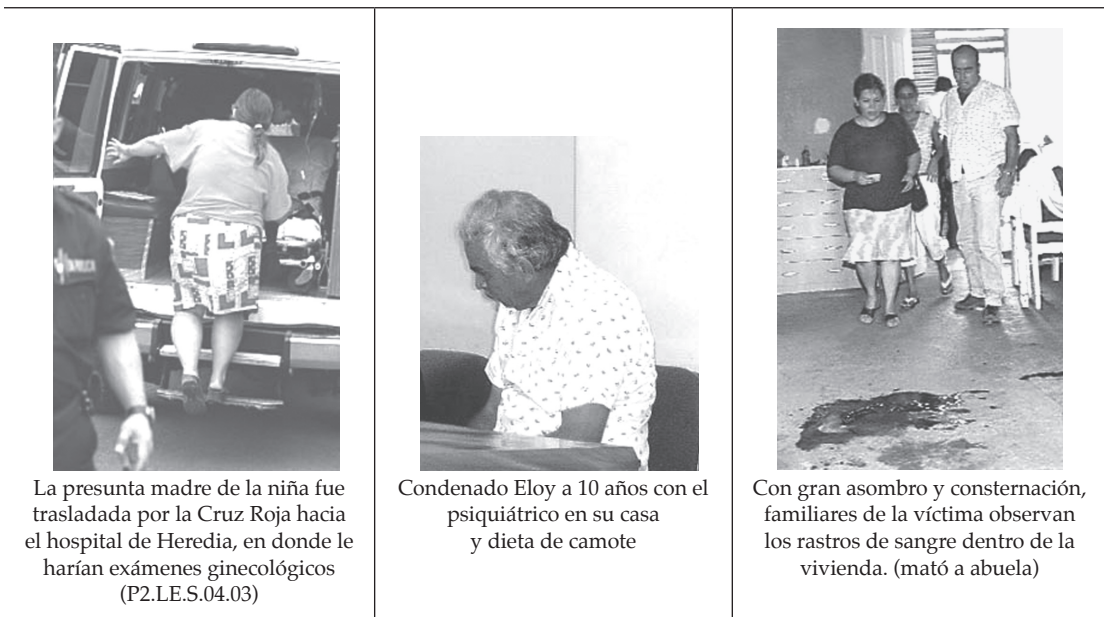 La presunta madre de la niña fue
trasladada por la Cruz Roja hacia
el hospital de Heredia, en donde le
harían exámenes ginecológicos
(P2.LE.S.04.03)
Condenado Eloy a 10 años con el
psiquiátrico en su casa
y dieta de camote
Con gran asombro y consternación,
familiares de la víctima observan
los rastros de sangre dentro de la
vivienda. (mató a abuela)